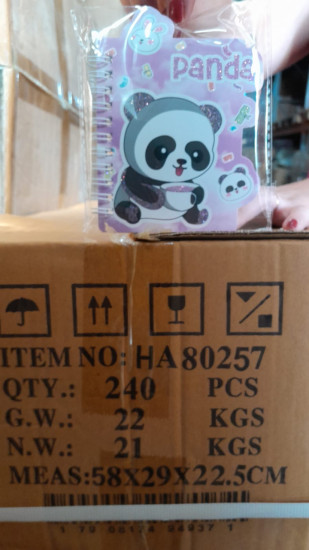 Panda
ITEM NO: HA80257
QTY.: 240 PCS
G.W.: 22 KGS
N.W.: 21 KGS
MEAS:58X29X22.5CM